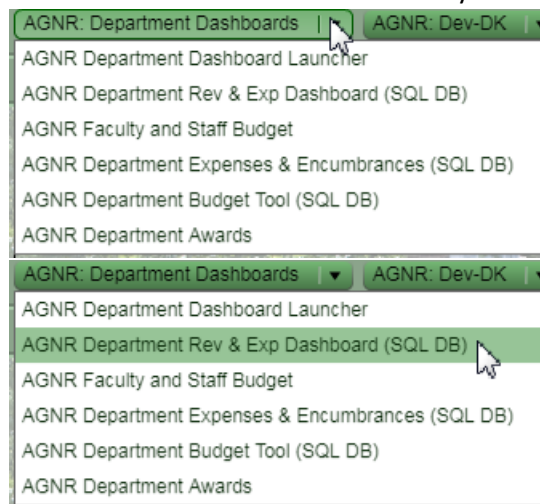 AGNR: Department Dashboards AGNR: Dev-DK
AGNR Department Dashboard Launcher
AGNR Department Rev & Exp Dashboard (SQL DB)
AGNR Faculty and Staff Budget
AGNR Department Expenses & Encumbrances (SQL DB)
AGNR Department Budget Tool (SQL DB)
AGNR Department Awards
AGNR: Department Dashboards AGNR: Dev-DK
AGNR Department Dashboard Launcher
AGNR Department Rev & Exp Dashboard (SQL DB)
AGNR Faculty and Staff Budget
AGNR Department Expenses & Encumbrances (SQL DB)
AGNR Department Budget Tool (SQL DB)
AGNR Department Awards